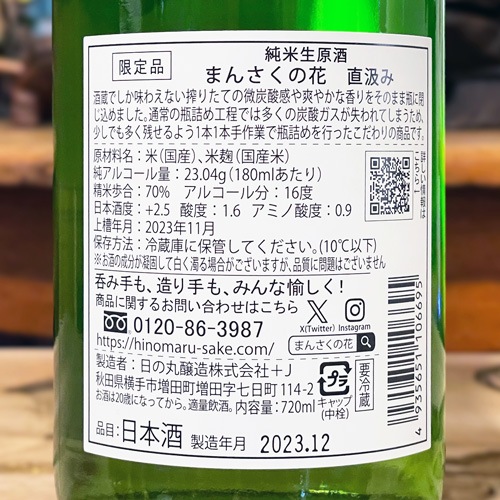 限定品
純米生原酒
まんさくの花 直汲み
酒蔵でしか味わえない搾りたての微炭酸感や爽やかな香りをそのまま瓶に閉
じ込めました。通常の瓶詰め工程では多くの炭酸ガスが失われてしまうため、
少しでも多く残せるよう1本1本手作業で瓶詰めを行ったこだわりの商品です。
原材料名：米（国産）、米麹（国産米）
純アルコール量：23.04g（180mlあたり）
精米歩合：70% アルコール分：16度
日本酒度：+2.5 酸度：1.6 アミノ酸度：0.9
上槽年月：2023年11月
保存方法：冷蔵庫に保管してください。（10℃以下）
※お酒の成分が凝固して白く濁る場合がございますが、品質に問題はございません
詳しい情報は
こちら！
呑み手も、造り手も、みんな愉しく！
商品に関するお問い合わせはこちら
0120-86-3987
https://hinomaru-sake.com/
X(Twitter) Instagram
まんさくの花
製造者：日の丸醸造株式会社+J
秋田県横手市増田町増田字七日町114-2
お酒は20歳になってから。適量飲酒。内容量：720ml
プラ
キャップ
(中栓)
要冷蔵
品目：日本酒 製造年月 2023.12
4 935651 106695